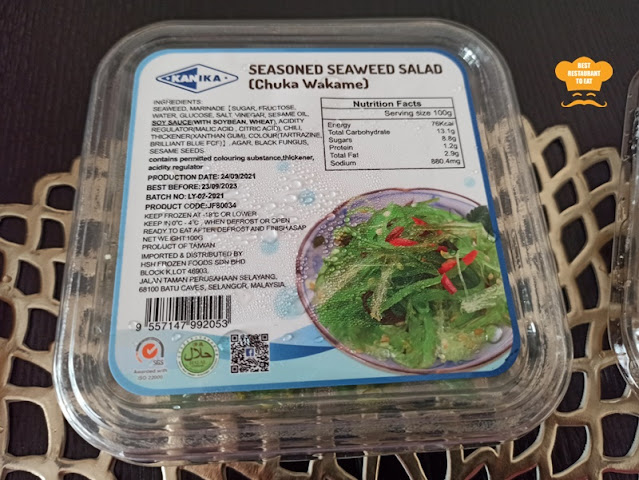 KANIKA
SEASONED SEAWEED SALAD
(Chuka Wakame)
INGREDIENTS:
SEAWEED, MARINADE [SUGAR, FRUCTOSE,
WATER, GLUCOSE, SALT, VINEGAR, SESAME OIL,
SOY SAUCE(WITH SOYBEAN, WHEAT), ACIDITY
REGULATOR(MALIC ACID, CITRIC ACID), CHILI,
THICKENER(XANTHAN GUM), COLOUR(TARTRAZINE,
BRILLIANT BLUE FCF)], AGAR, BLACK FUNGUS,
SESAME SEEDS.
contains permitted colouring substance,thickener,
acidity regulator
PRODUCTION DATE: 24/09/2021
BEST BEFORE: 23/09/2023
BATCH NO: LY-07-2021
PRODUCT CODE:JFS0034
KEEP FROZEN AT -18°C OR LOWER
KEEP IN 0°C - 4°C, WHEN DEFROST OR OPEN
READY TO EAT AFTER DEFROST AND FINISH ASAP
NET WEIGHT:100G
PRODUCT OF TAIWAN
IMPORTED & DISTRIBUTED BY
HSH FROZEN FOODS SDN BHD
BLOCK K,LOT 46903,
JALAN TAMAN PERUSAHAAN SELAYANG,
68100 BATU CAVES, SELANGOR, MALAYSIA.
9 557147 992053
SGS
Awarded with
ISO 22000
حلال
Nutrition Facts
Serving size 100g
Energy 76Kcal
Total Carbohydrate 13.1g
Sugars 8.8g
Protein 1.2g
Total Fat 2.9g
Sodium 880.4mg
BEST
RESTAURANT
TO EAT